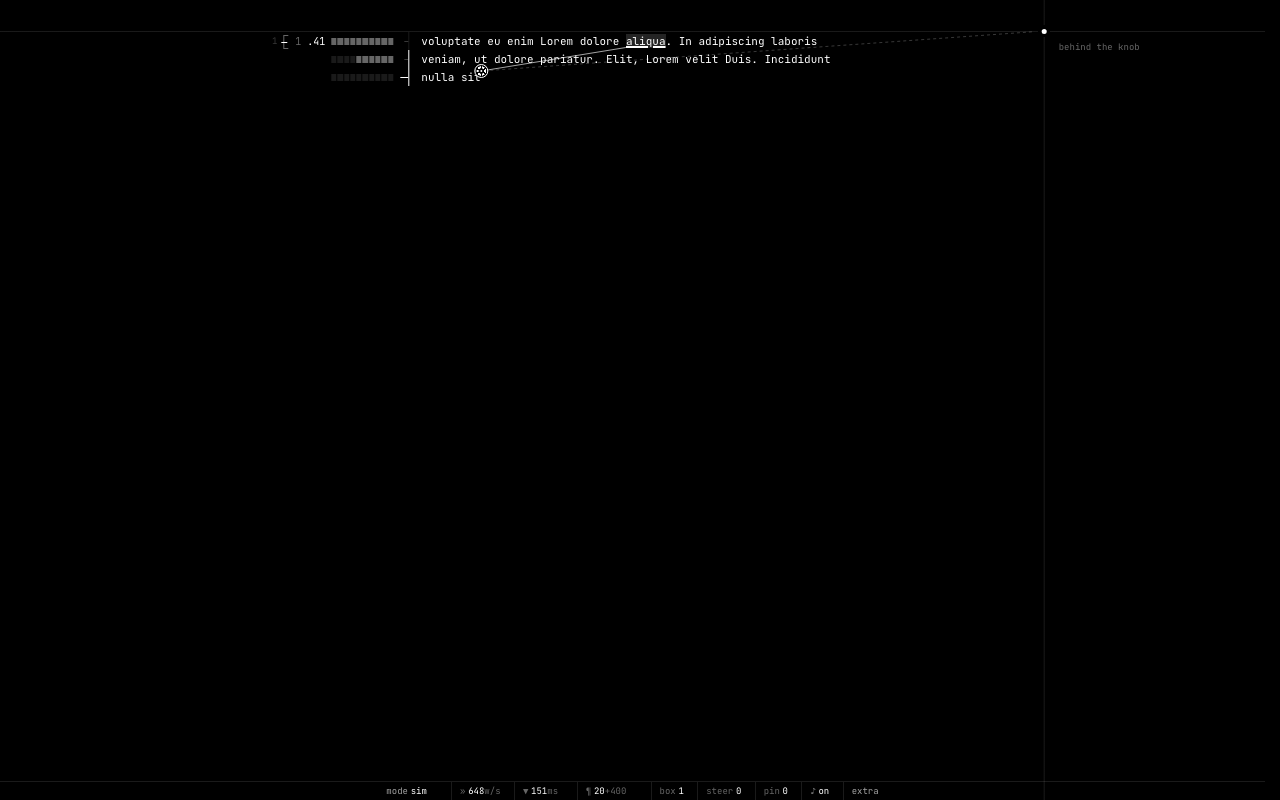 1 1 .41 voluptate eu enim Lorem dolore aliqua. In adipiscing laboris
behind the knob
veniam, ut dolore pariatur. Elit, Lorem velit Duis. Incididunt
nulla sit
mode sim » 648w/s ▼ 151ms ¶ 20+400 box 1 steer 0 pin 0 ♪ on extra